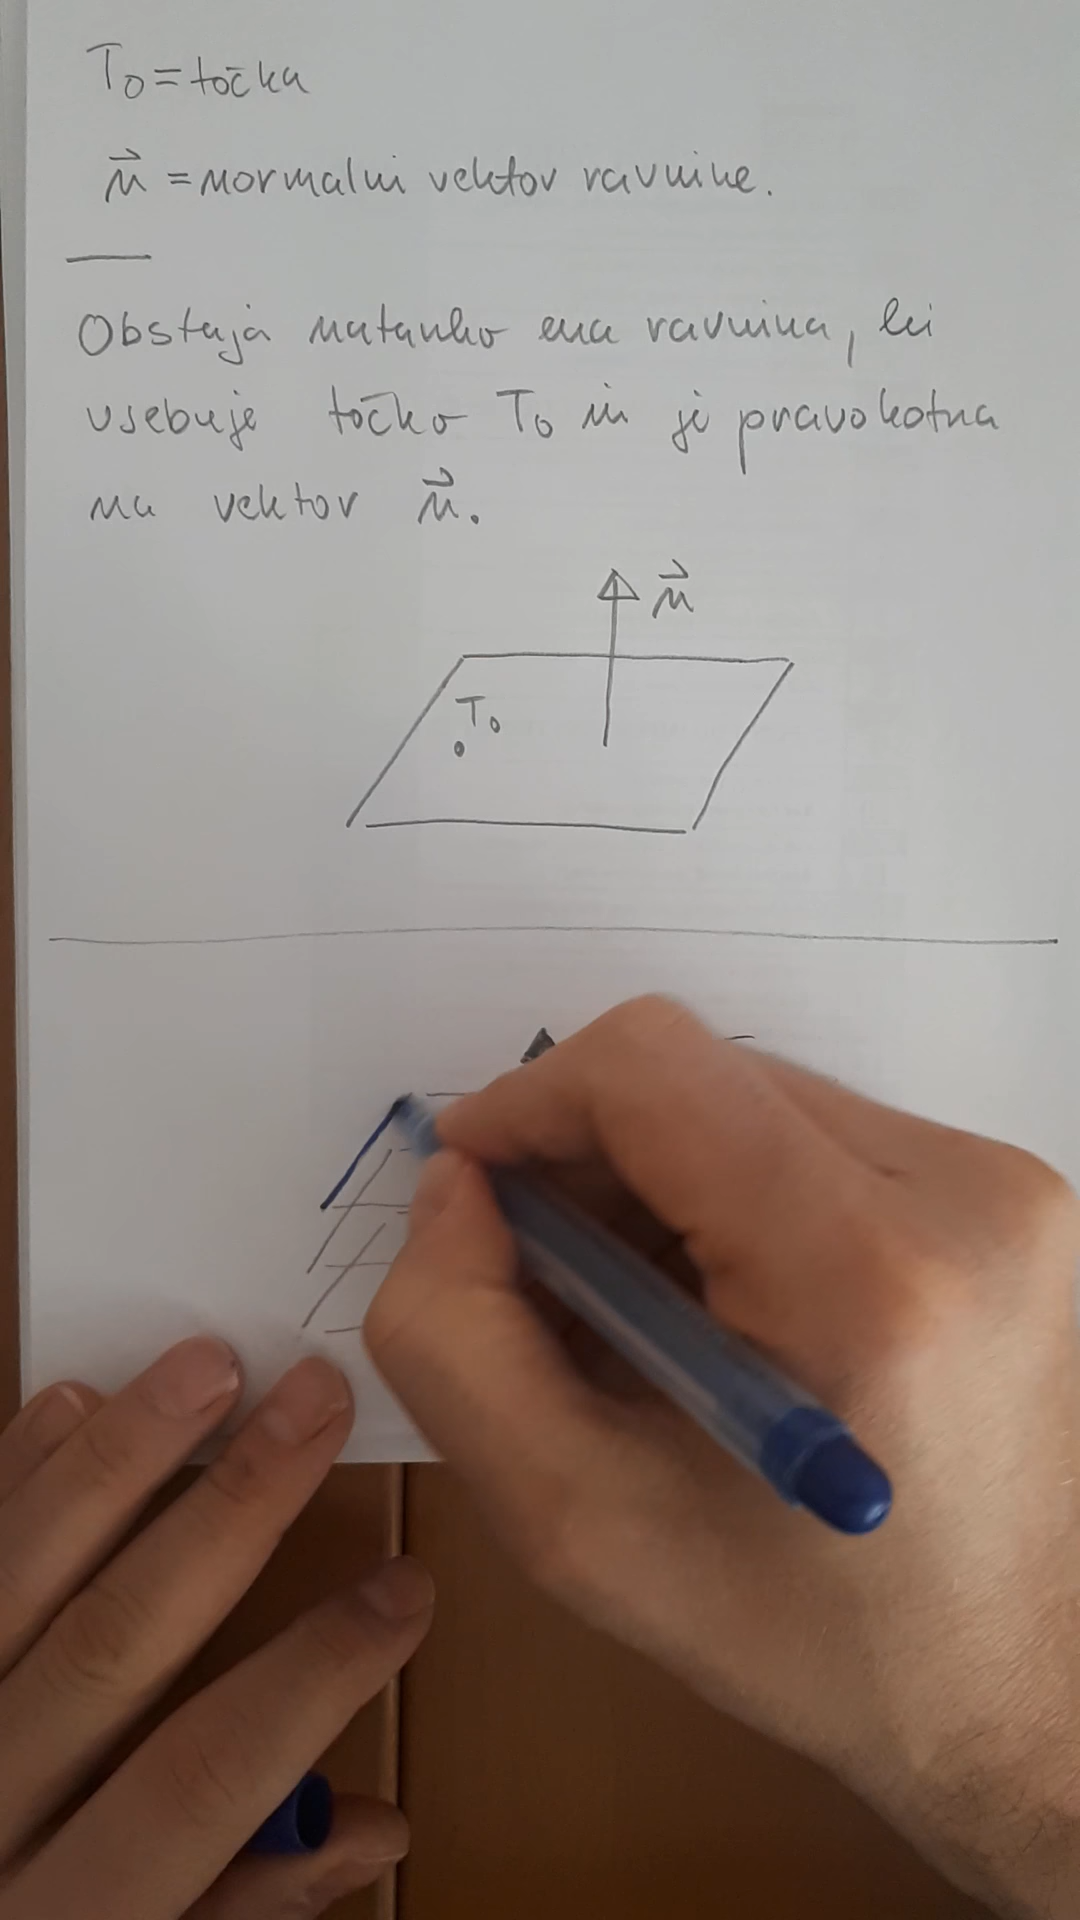 T₀ = točka
n⃗ = normalni vektor ravnine.
Obstaja natanko ena ravnina, ki
vsebuje točko T₀ in je pravokotna
na vektor n⃗.
n⃗
T₀